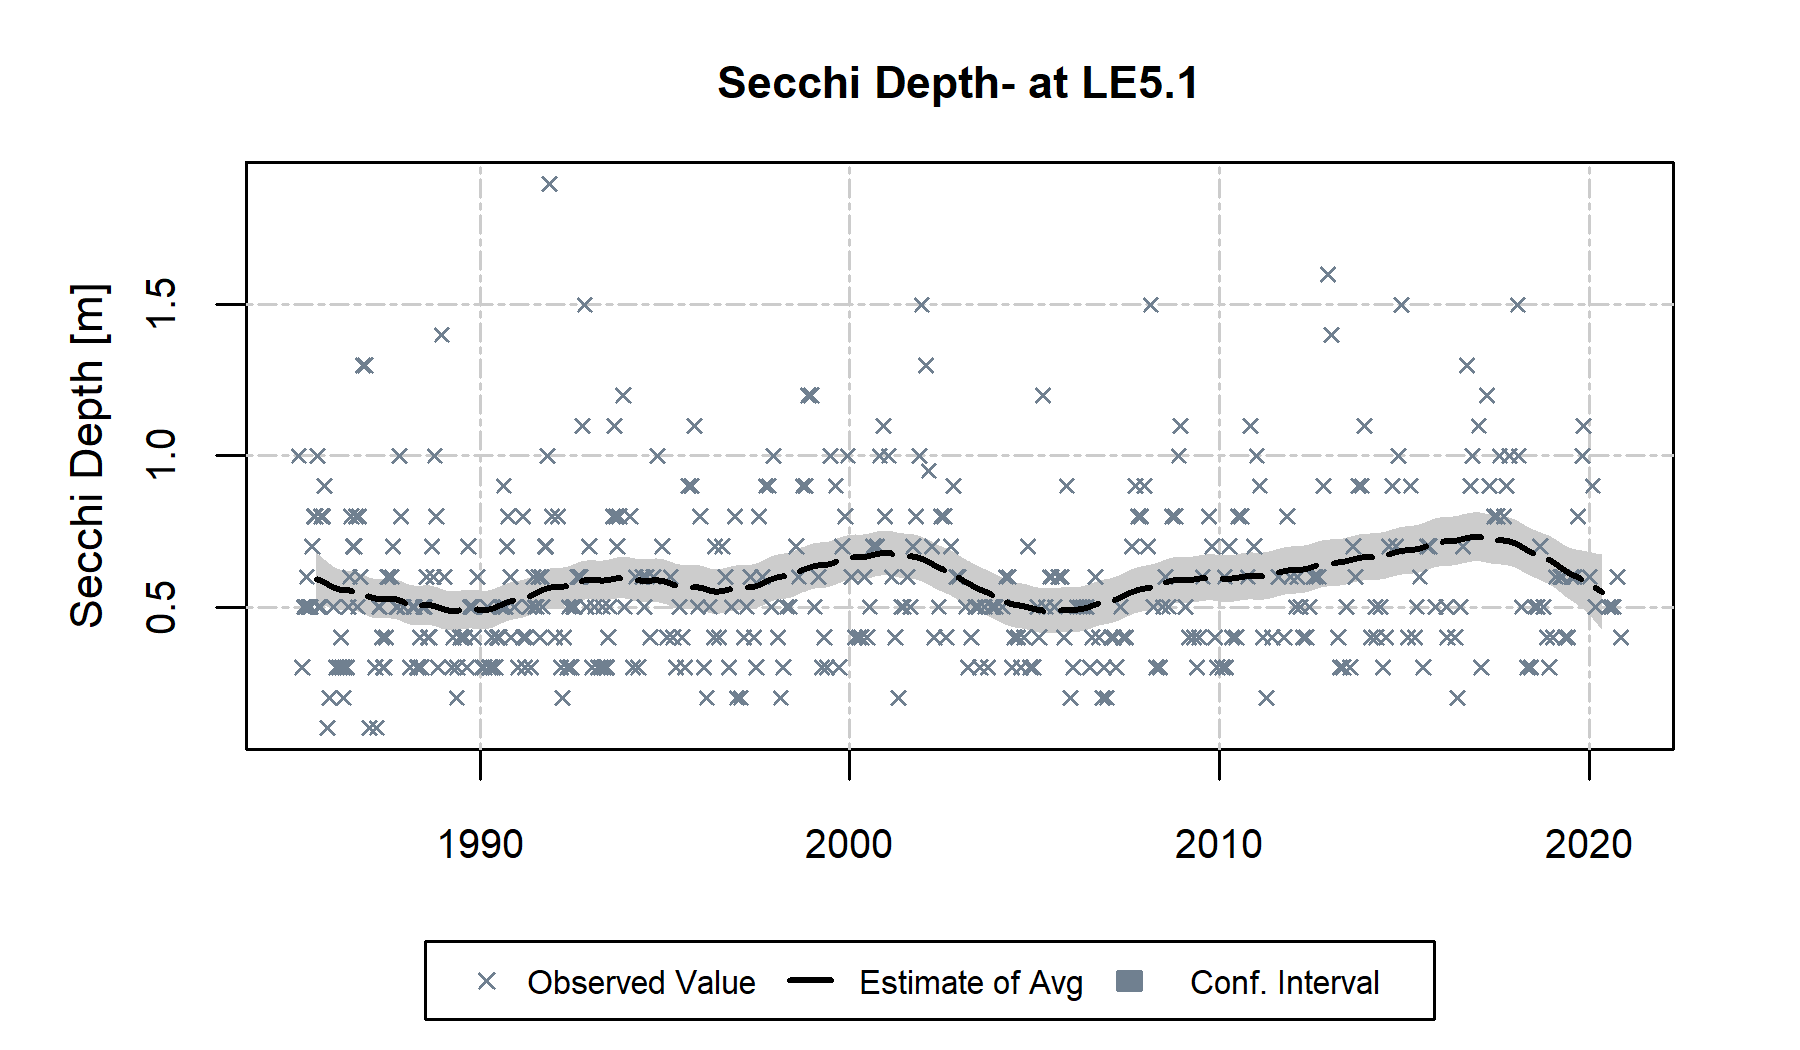 Secchi Depth- at LE5.1
Secchi Depth [m]
1.5
1.0
0.5
1990 2000 2010 2020
Observed Value Estimate of Avg Conf. Interval